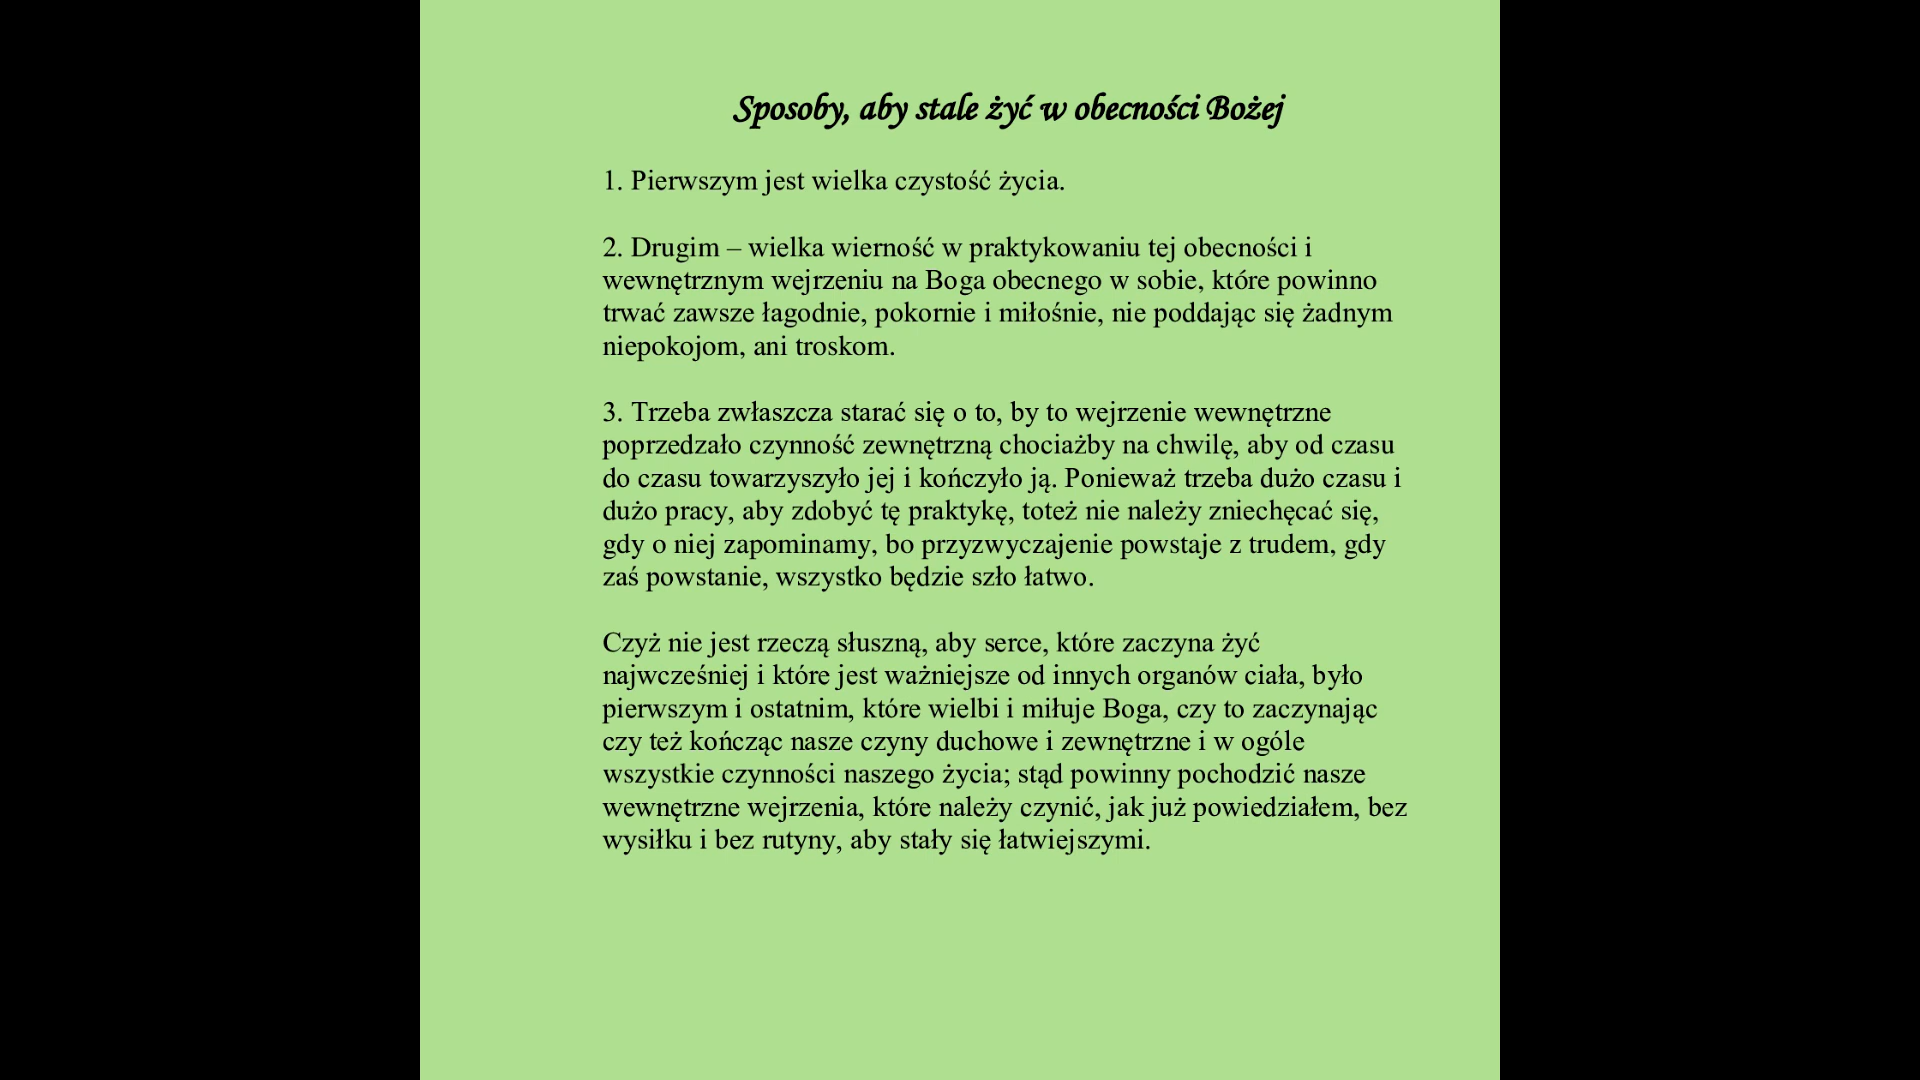 Sposoby, aby stale żyć w obecności Bożej
1. Pierwszym jest wielka czystość życia.
2. Drugim – wielka wierność w praktykowaniu tej obecności i
wewnętrznym wejrzeniu na Boga obecnego w sobie, które powinno
trwać zawsze łagodnie, pokornie i miłośnie, nie poddając się żadnym
niepokojom, ani troskom.
3. Trzeba zwłaszcza starać się o to, by to wejrzenie wewnętrzne
poprzedzało czynność zewnętrzną chociażby na chwilę, aby od czasu
do czasu towarzyszyło jej i kończyło ją. Ponieważ trzeba dużo czasu i
dużo pracy, aby zdobyć tę praktykę, toteż nie należy zniechęcać się,
gdy o niej zapominamy, bo przyzwyczajenie powstaje z trudem, gdy
zaś powstanie, wszystko będzie szło łatwo.
Czyż nie jest rzeczą słuszną, aby serce, które zaczyna żyć
najwcześniej i które jest ważniejsze od innych organów ciała, było
pierwszym i ostatnim, które wielbi i miłuje Boga, czy to zaczynając
czy też kończąc nasze czyny duchowe i zewnętrzne i w ogóle
wszystkie czynności naszego życia; stąd powinny pochodzić nasze
wewnętrzne wejrzenia, które należy czynić, jak już powiedziałem, bez
wysiłku i bez rutyny, aby stały się łatwiejszymi.